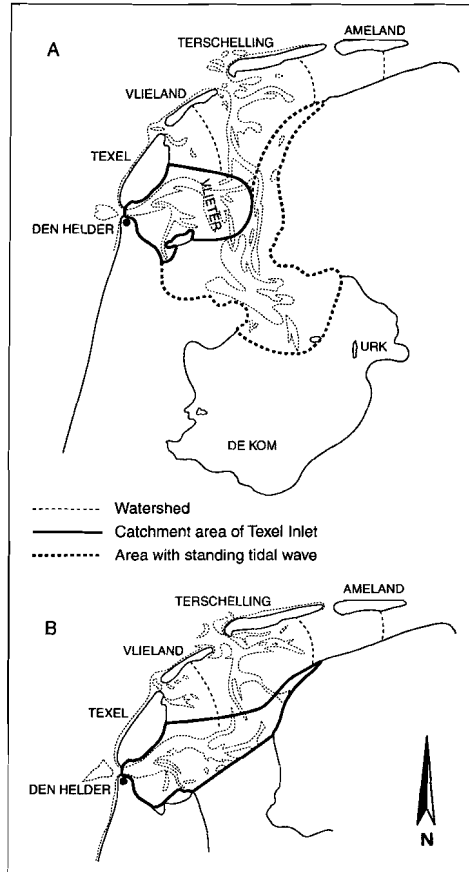 A
AMELAND
TERSCHELLING
VLIELAND
TEXEL
VLIETER
DEN HELDER
URK
DE KOM
Watershed
Catchment area of Texel Inlet
Area with standing tidal wave
AMELAND
TERSCHELLING
B
VLIELAND
TEXEL
DEN HELDER
N